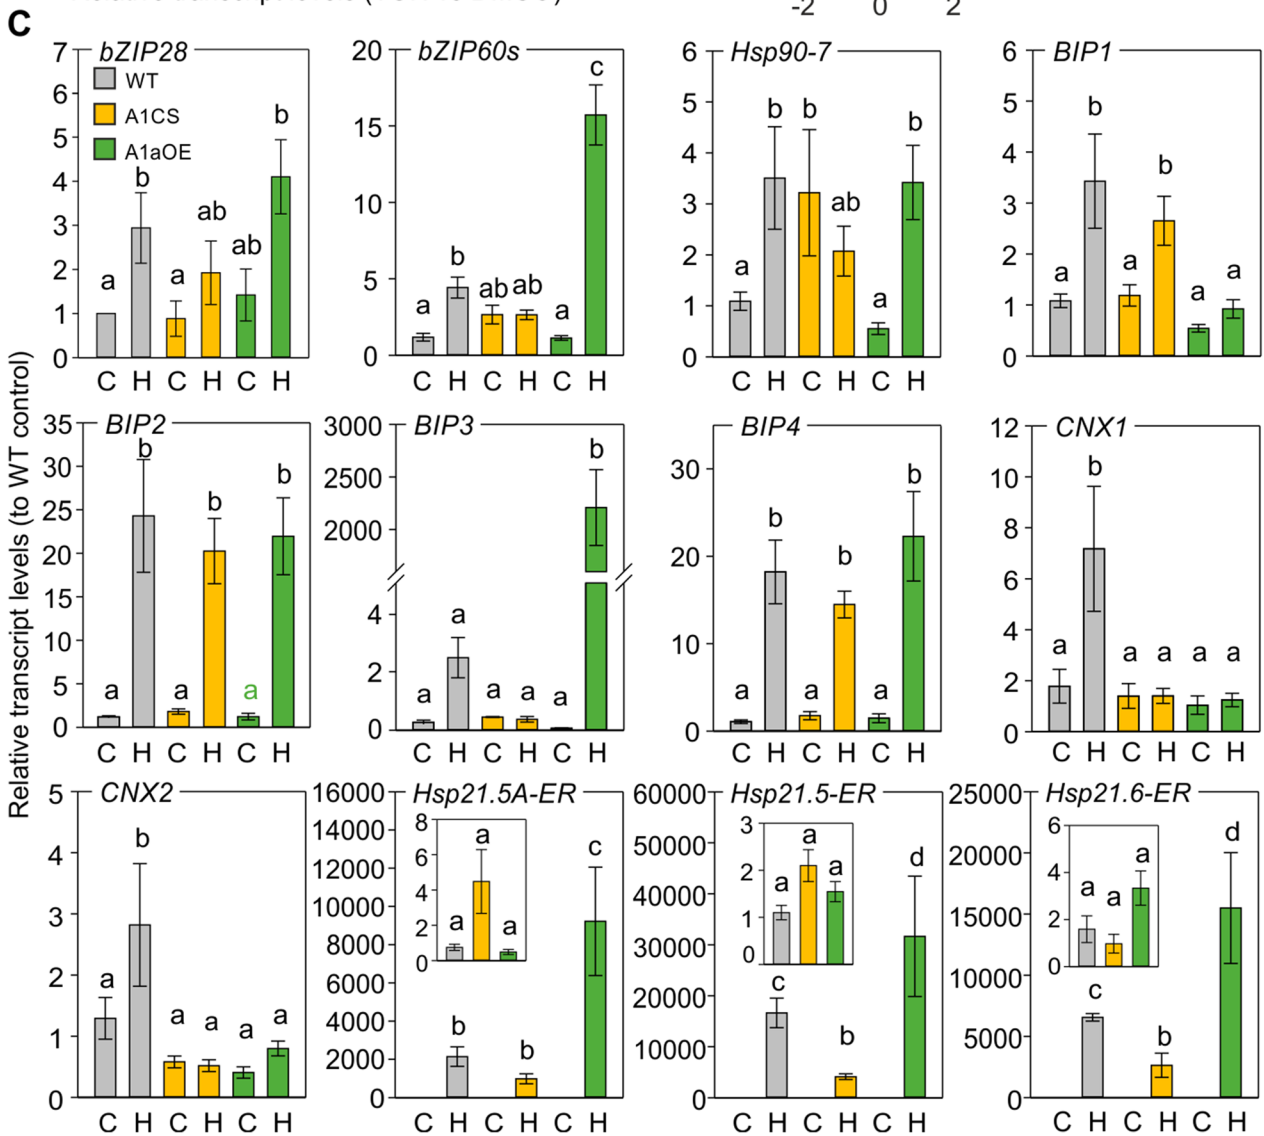 C
-2 0 2
Relative transcript levels (to WT control)
bZIP28
WT
A1CS
A1aOE
7
6
5
4
3
2
1
0
a b a ab ab b
C H C H C H
bZIP60s
20
15
10
5
0
a b ab ab a c
C H C H C H
Hsp90-7
6
5
4
3
2
1
0
a b b ab a b
C H C H C H
BIP1
6
5
4
3
2
1
0
a b a b a a
C H C H C H
BIP2
35
30
25
20
15
10
5
0
a b a b a b
C H C H C H
BIP3
3000
2500
2000
4
2
0
a a a a a b
C H C H C H
BIP4
30
20
10
0
a b a b a b
C H C H C H
CNX1
12
10
8
6
4
2
0
a b a a a a
C H C H C H
CNX2
5
4
3
2
1
0
a b a a a a
C H C H C H
Hsp21.5A-ER
16000
14000
12000
10000
8000
6000
4000
2000
0
8
6
4
2
0
a a a
b b c
C H C H C H
Hsp21.5-ER
60000
50000
40000
30000
20000
10000
0
3
2
1
0
a a a
c b d
C H C H C H
Hsp21.6-ER
25000
20000
15000
10000
5000
0
6
4
2
0
a a a
c b d
C H C H C H